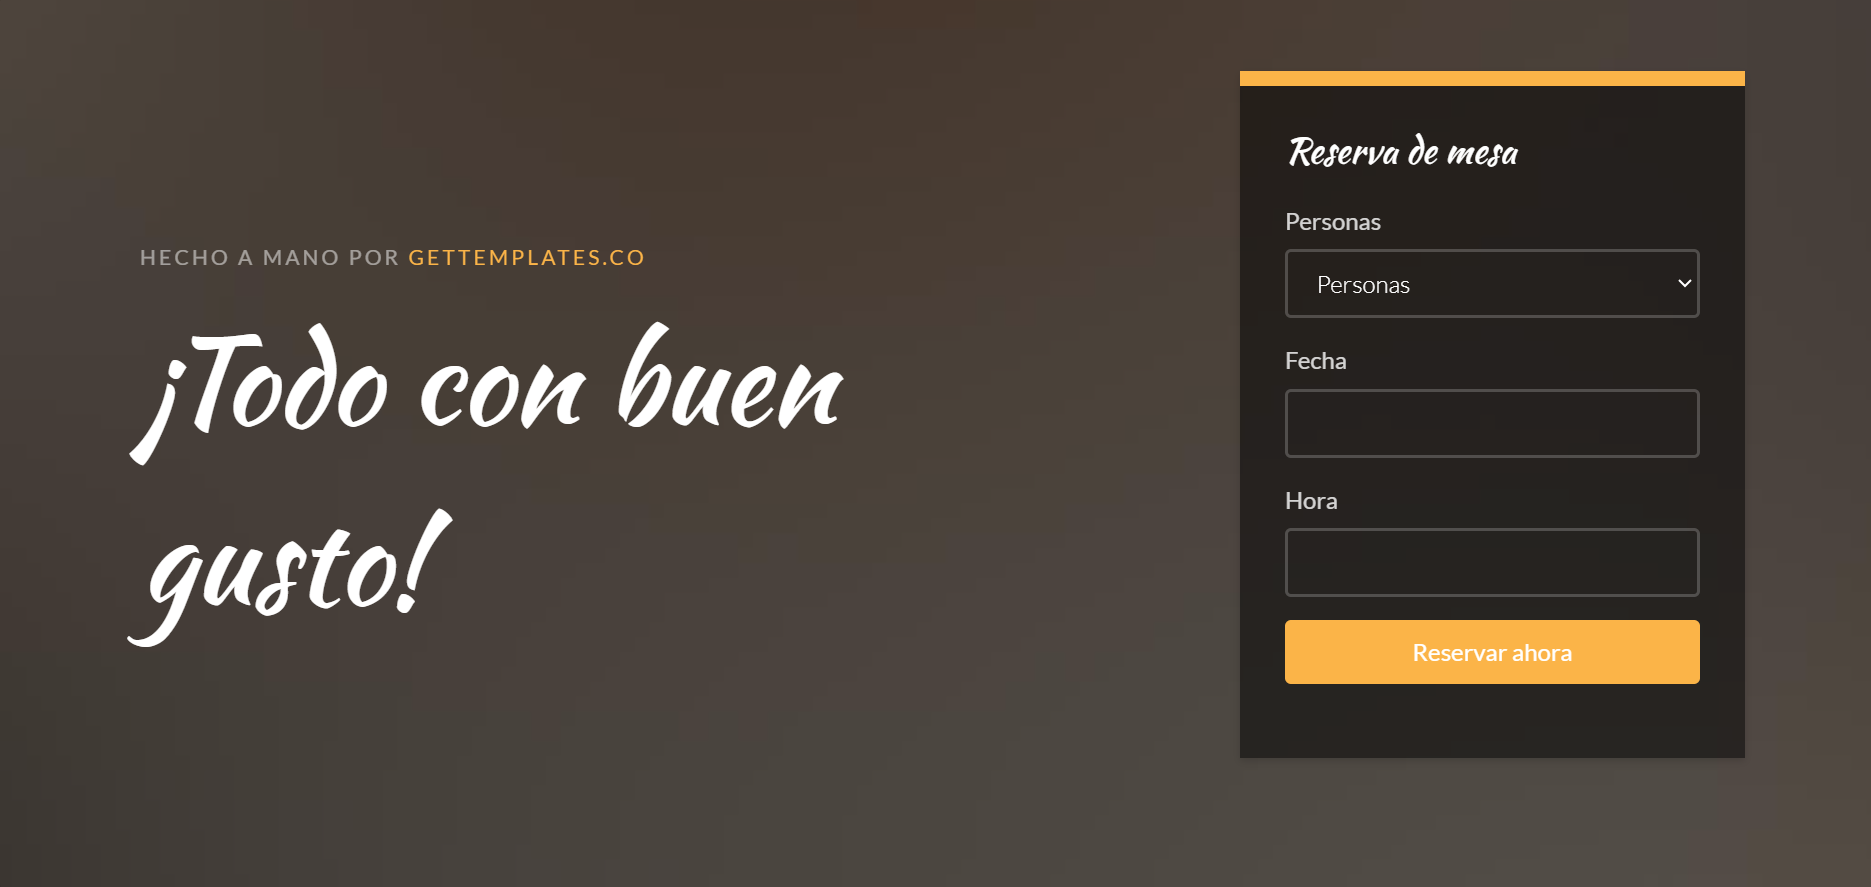 HECHO A MANO POR GETTEMPLATES.CO
¡Todo con buen
gusto!
Reserva de mesa
Personas
Personas
Fecha
Hora
Reservar ahora